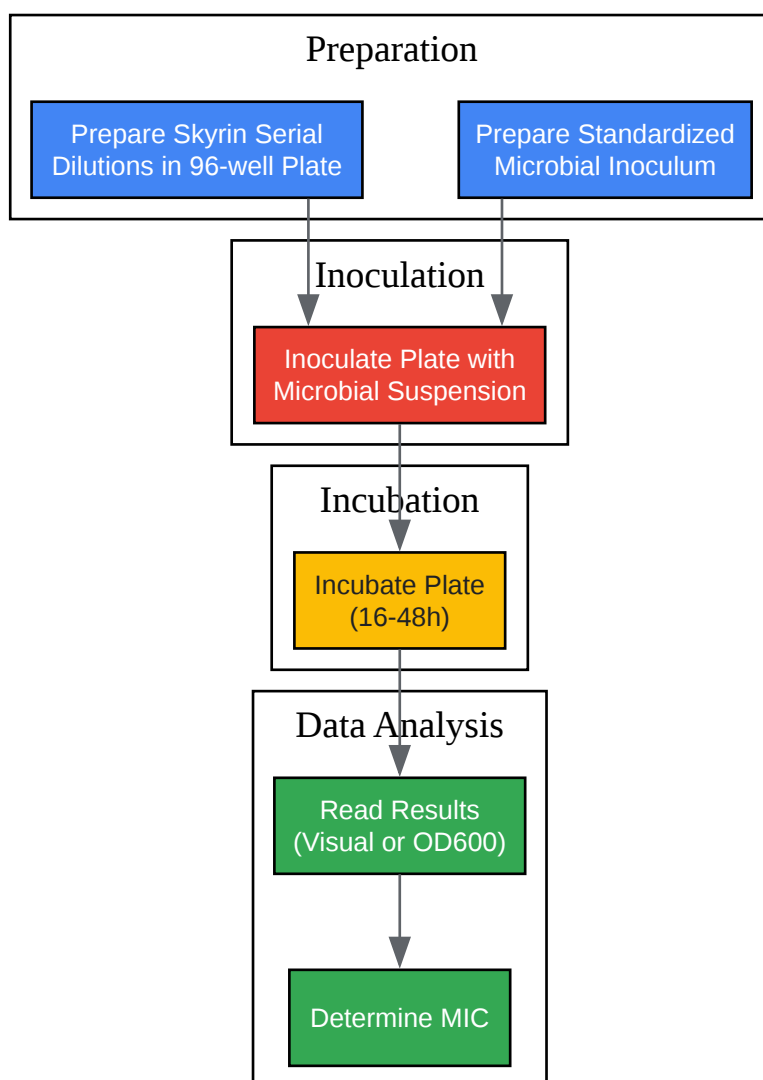 Preparation
Prepare Skyrin Serial
Dilutions in 96-well Plate
Prepare Standardized
Microbial Inoculum
Inoculation
Inoculate Plate with
Microbial Suspension
Incubation
Incubate Plate
(16-48h)
Data Analysis
Read Results
(Visual or OD600)
Determine MIC